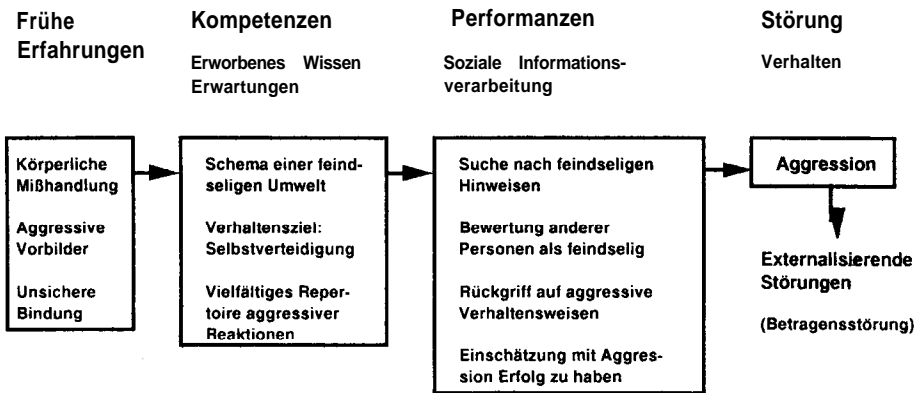 Frühe
Erfahrungen
Kompetenzen
Erworbenes Wissen
Erwartungen
Performanzen
Soziale Informations-
verarbeitung
Störung
Verhalten
Körperliche
Mißhandlung
Aggressive
Vorbilder
Unsichere
Bindung
Schema einer feind-
seligen Umwelt
Verhaltensziel:
Selbstverteidigung
Vielfältiges Reper-
toire aggressiver
Reaktionen
Suche nach feindseligen
Hinweisen
Bewertung anderer
Personen als feindselig
Rückgriff auf aggressive
Verhaltensweisen
Einschätzung mit Aggres-
sion Erfolg zu haben
Aggression
Externalisierende
Störungen
(Betragensstörung)